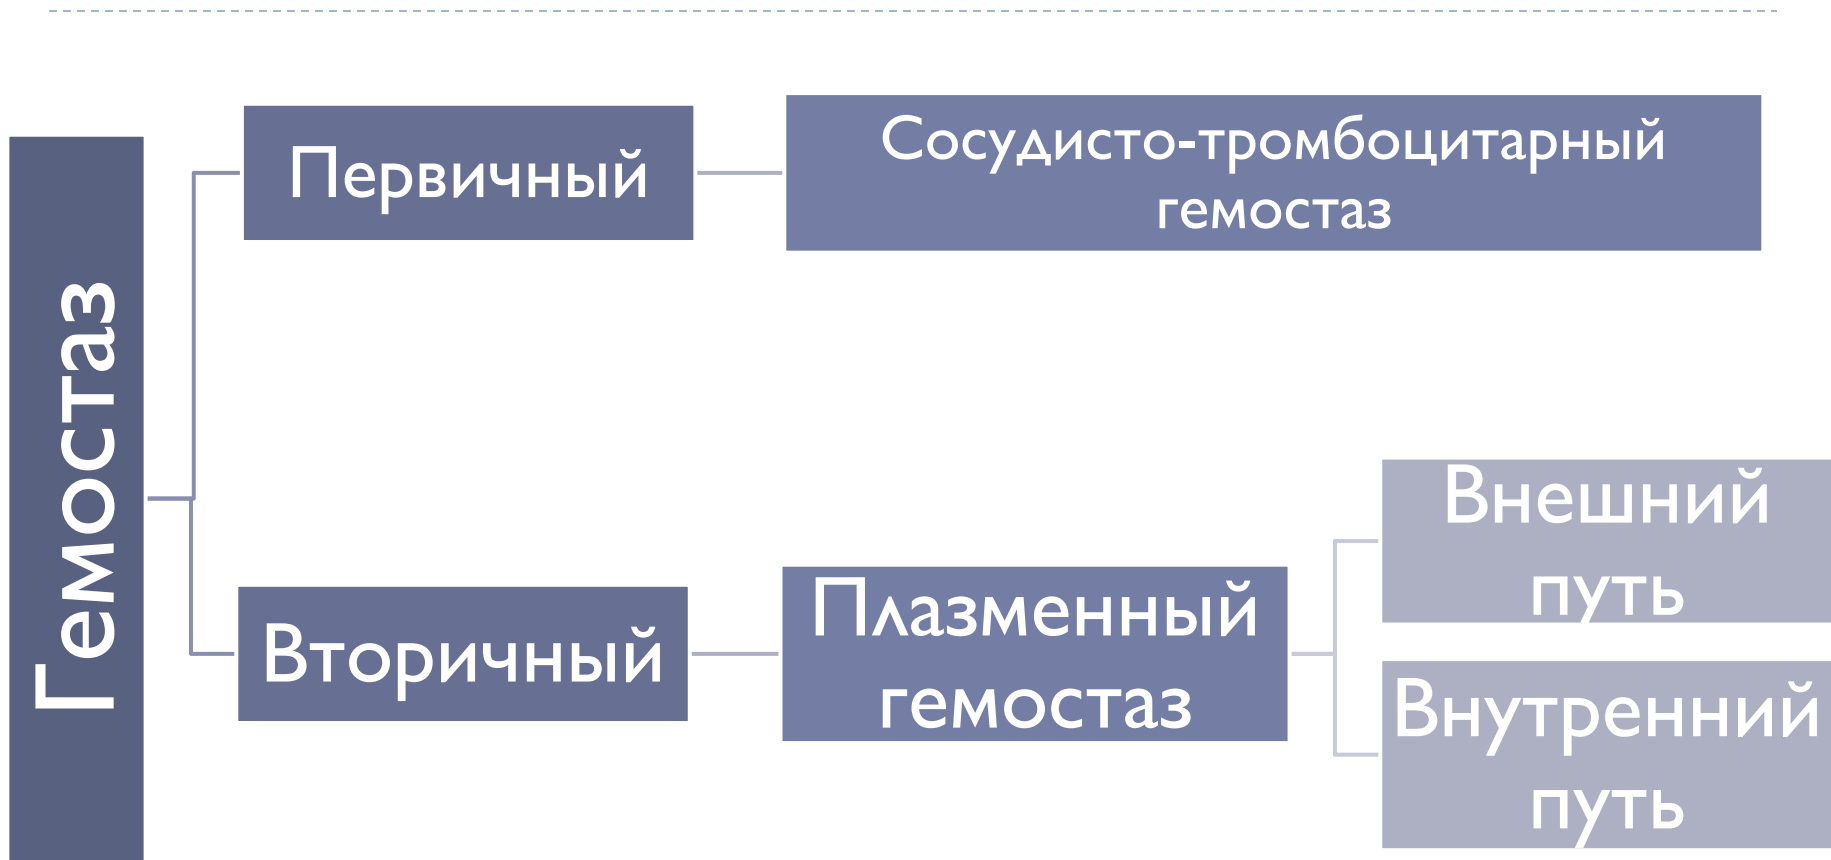 Гемостаз
Первичный
Сосудисто-тромбоцитарный
гемостаз
Вторичный
Плазменный
гемостаз
Внешний
путь
Внутренний
путь